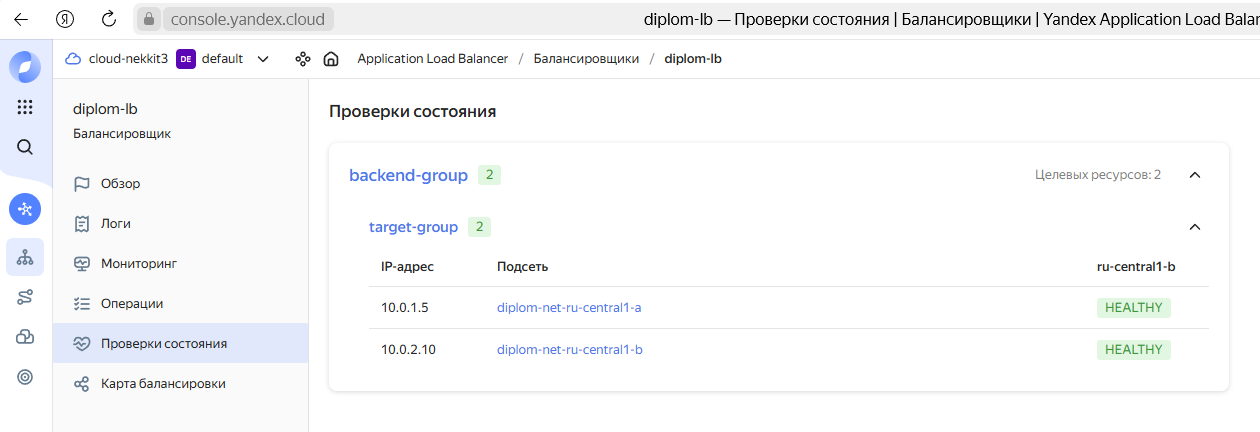 console.yandex.cloud
diplom-lb — Проверки состояния | Балансировщики | Yandex Application Load Balan
cloud-nekkit3 DE default Application Load Balancer / Балансировщики / diplom-lb
diplom-lb
Балансировщик
Обзор
Логи
Мониторинг
Операции
Проверки состояния
Карта балансировки
Проверки состояния
backend-group 2 Целевых ресурсов: 2
target-group 2
IP-адрес Подсеть ru-central1-b
10.0.1.5 diplom-net-ru-central1-a HEALTHY
10.0.2.10 diplom-net-ru-central1-b HEALTHY